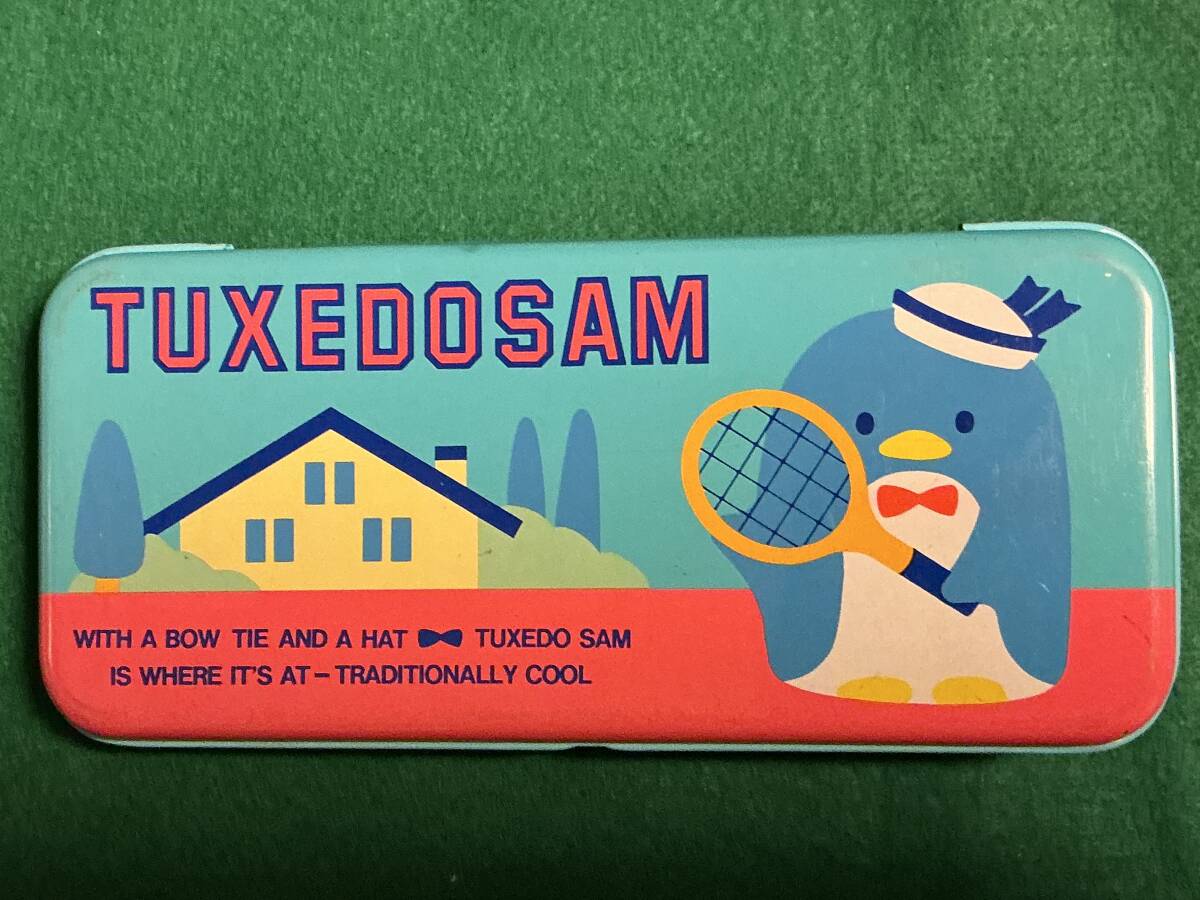 TUXEDOSAM
WITH A BOW TIE AND A HAT TUXEDO SAM
IS WHERE IT'S AT – TRADITIONALLY COOL